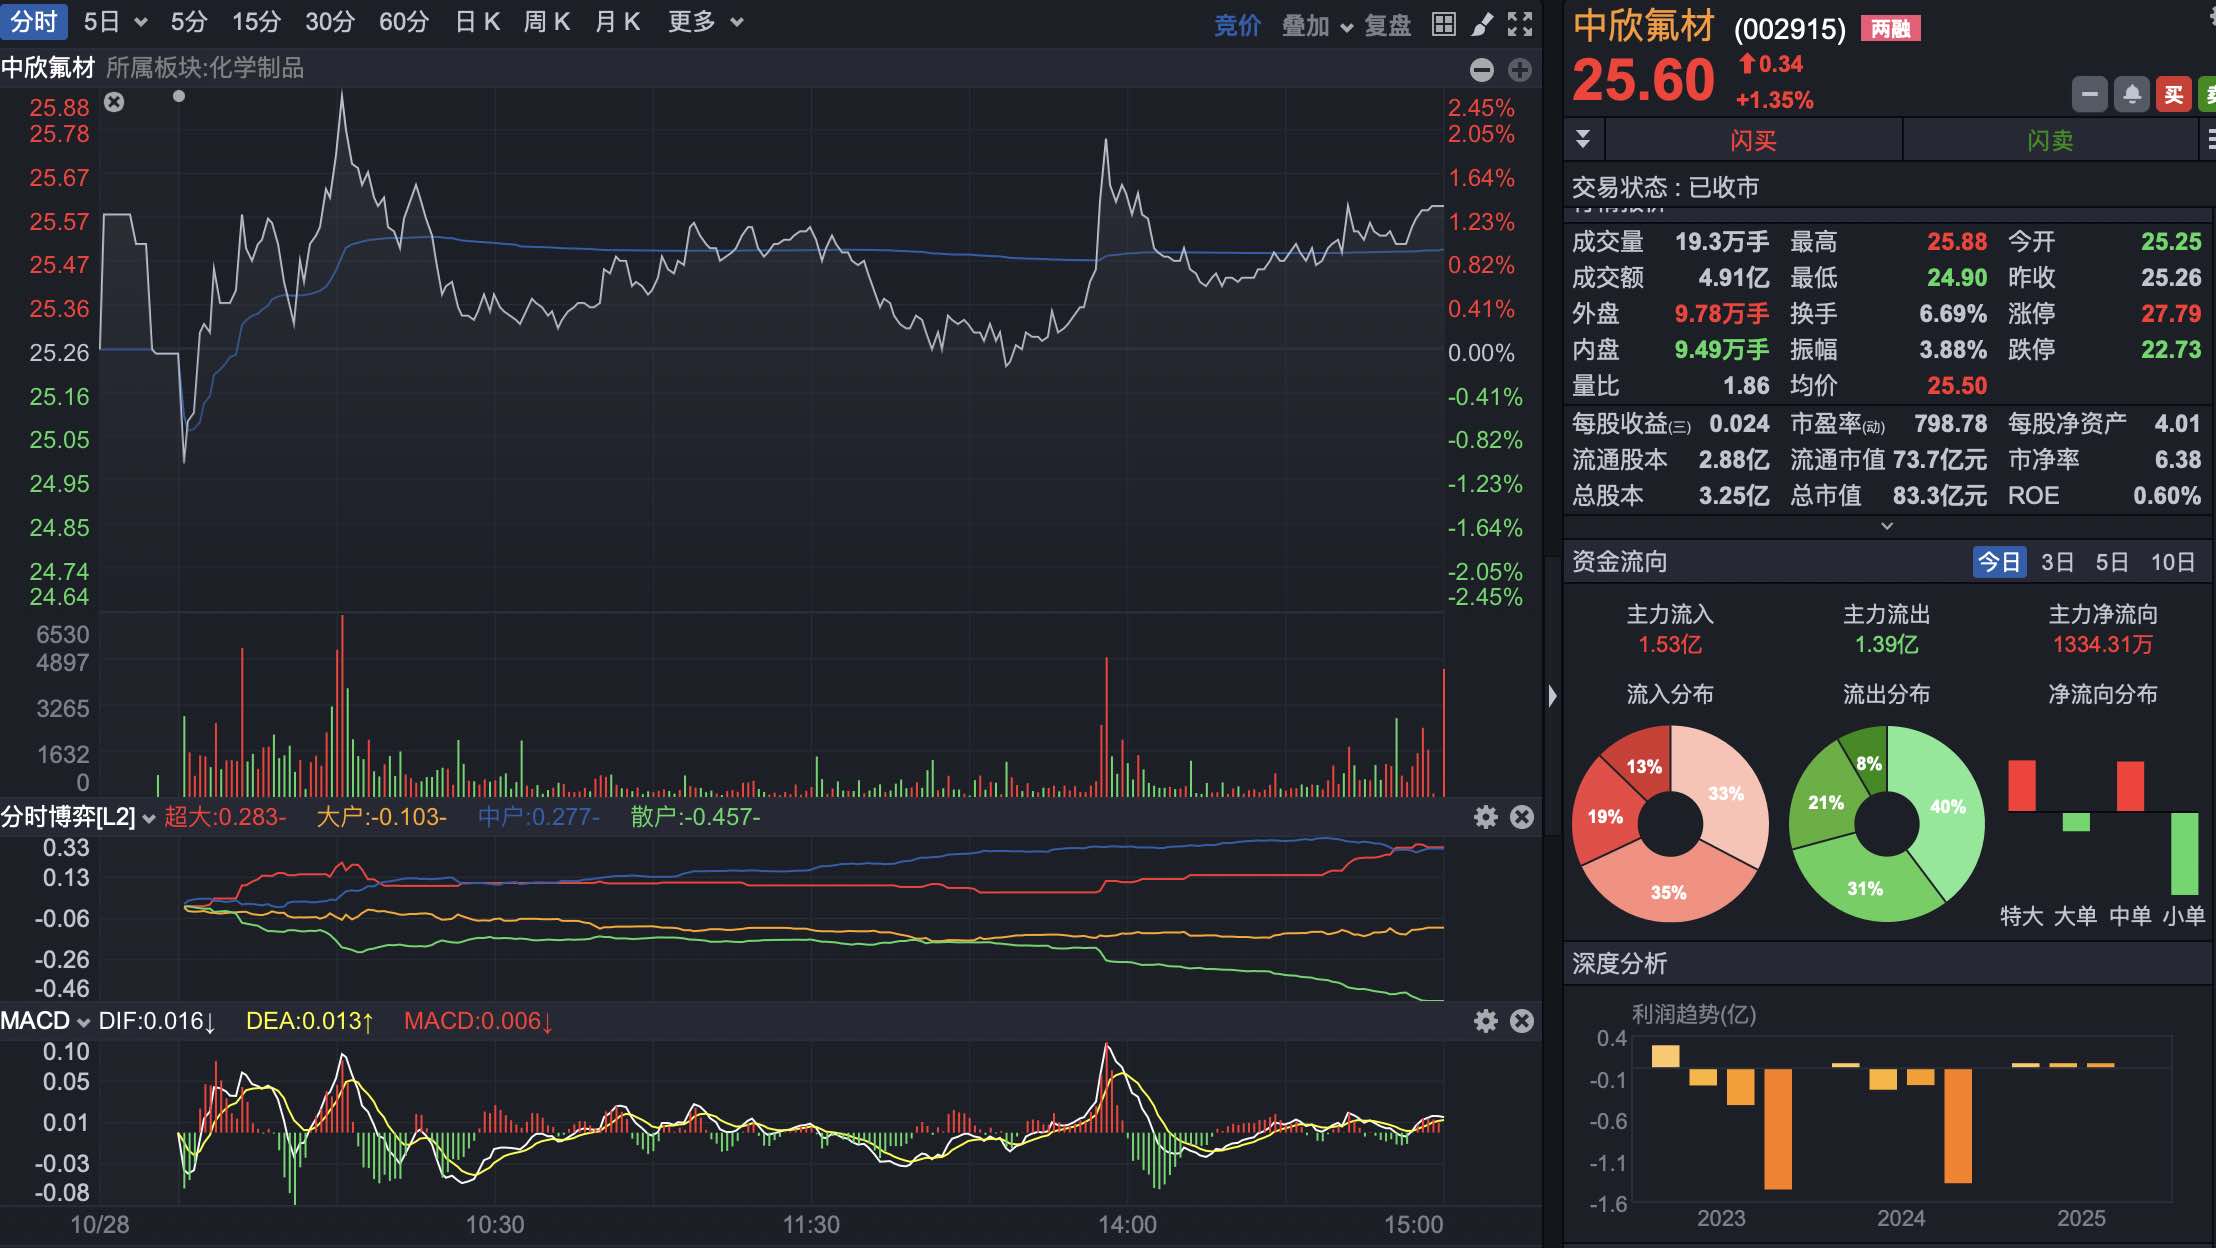 分时 5日 5分 15分 30分 60分 日K 周K 月K 更多 竞价 叠加 复盘
中欣氟材 所属板块:化学制品
25.88 2.45%
25.78 2.05%
25.67 1.64%
25.57 1.23%
25.47 0.82%
25.36 0.41%
25.26 0.00%
25.16 -0.41%
25.05 -0.82%
24.95 -1.23%
24.85 -1.64%
24.74 -2.05%
24.64 -2.45%
6530
4897
3265
1632
0
分时博弈[L2] 超大:0.283- 大户:-0.103- 中户:0.277- 散户:-0.457-
0.33
0.13
-0.06
-0.26
-0.46
MACD DIF:0.016↓ DEA:0.013↑ MACD:0.006↓
0.10
0.05
0.01
-0.03
-0.08
10/28 10:30 11:30 14:00 15:00
中欣氟材 (002915) 两融
25.60 ↑0.34
+1.35%
买
闪买 闪卖
交易状态 : 已收市
成交量 19.3万手 最高 25.88 今开 25.25
成交额 4.91亿 最低 24.90 昨收 25.26
外盘 9.78万手 换手 6.69% 涨停 27.79
内盘 9.49万手 振幅 3.88% 跌停 22.73
量比 1.86 均价 25.50
每股收益(三) 0.024 市盈率(动) 798.78 每股净资产 4.01
流通股本 2.88亿 流通市值 73.7亿元 市净率 6.38
总股本 3.25亿 总市值 83.3亿元 ROE 0.60%
资金流向 今日 3日 5日 10日
主力流入 主力流出 主力净流向
1.53亿 1.39亿 1334.31万
流入分布 流出分布 净流向分布
13% 33% 19% 35%
8% 40% 21% 31%
特大 大单 中单 小单
深度分析
利润趋势(亿)
0.4
-0.1
-0.6
-1.1
-1.6
2023 2024 2025